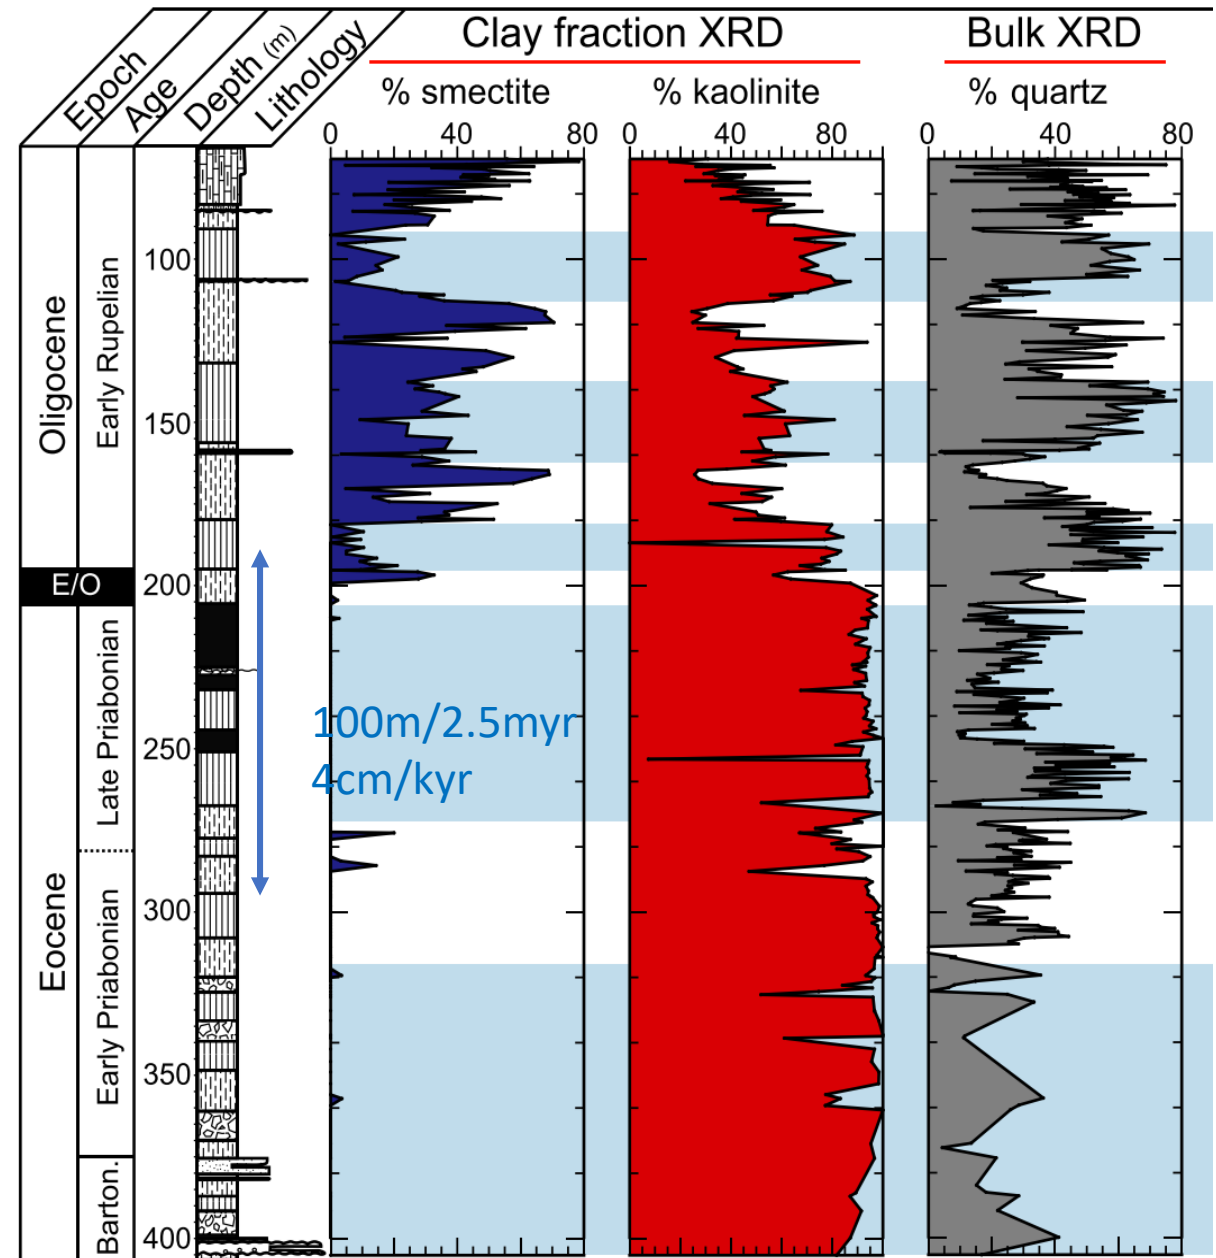 Clay fraction XRD
Bulk XRD
Epoch
Age
Depth (m)
Lithology
% smectite
% kaolinite
% quartz
0 40 80
0 40 80
0 40 80
Oligocene
Early Rupelian
100
150
E/O
200
Eocene
Late Priabonian
100m/2.5myr
4cm/kyr
250
300
Early Priabonian
350
Barton.
400